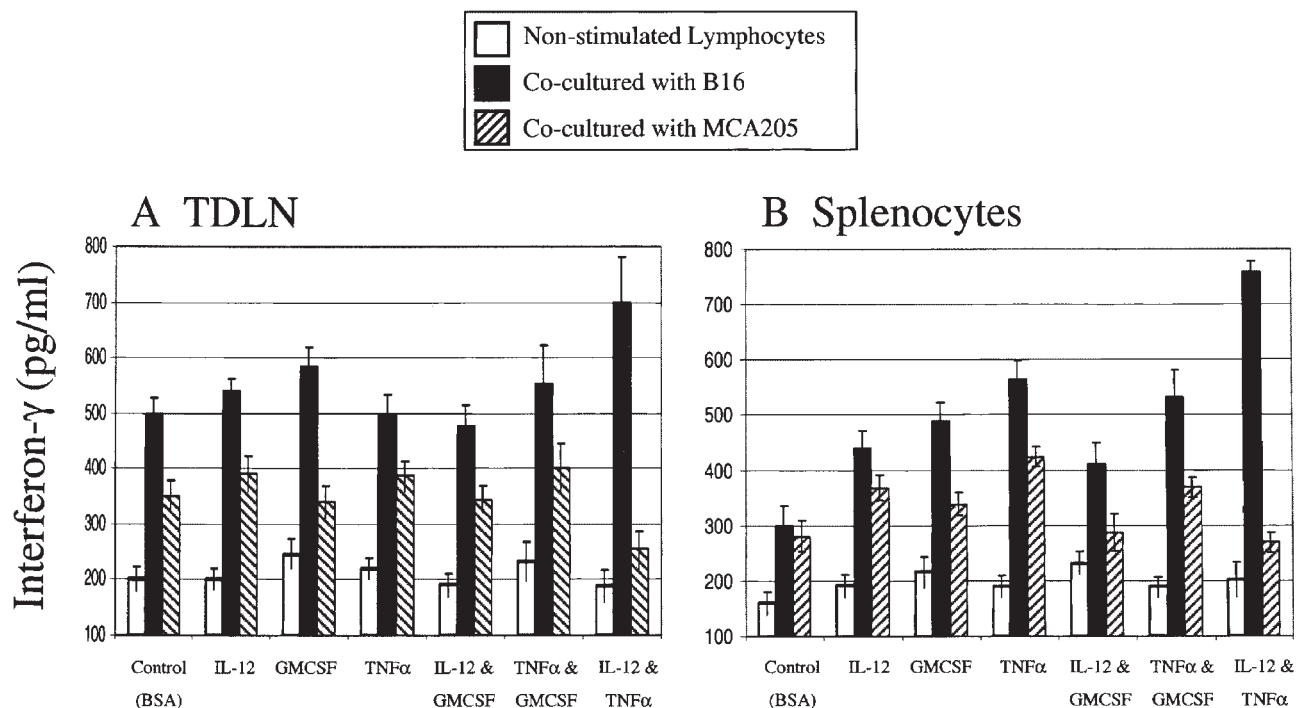 Non-stimulated Lymphocytes
Co-cultured with B16
Co-cultured with MCA205
A TDLN
Interferon-γ (pg/ml)
800
700
600
500
400
300
200
100
Control
(BSA)
IL-12
GMCSF
TNFα
IL-12 &
GMCSF
TNFα &
GMCSF
IL-12 &
TNFα
B Splenocytes
800
700
600
500
400
300
200
100
Control
(BSA)
IL-12
GMCSF
TNFα
IL-12 &
GMCSF
TNFα &
GMCSF
IL-12 &
TNFα